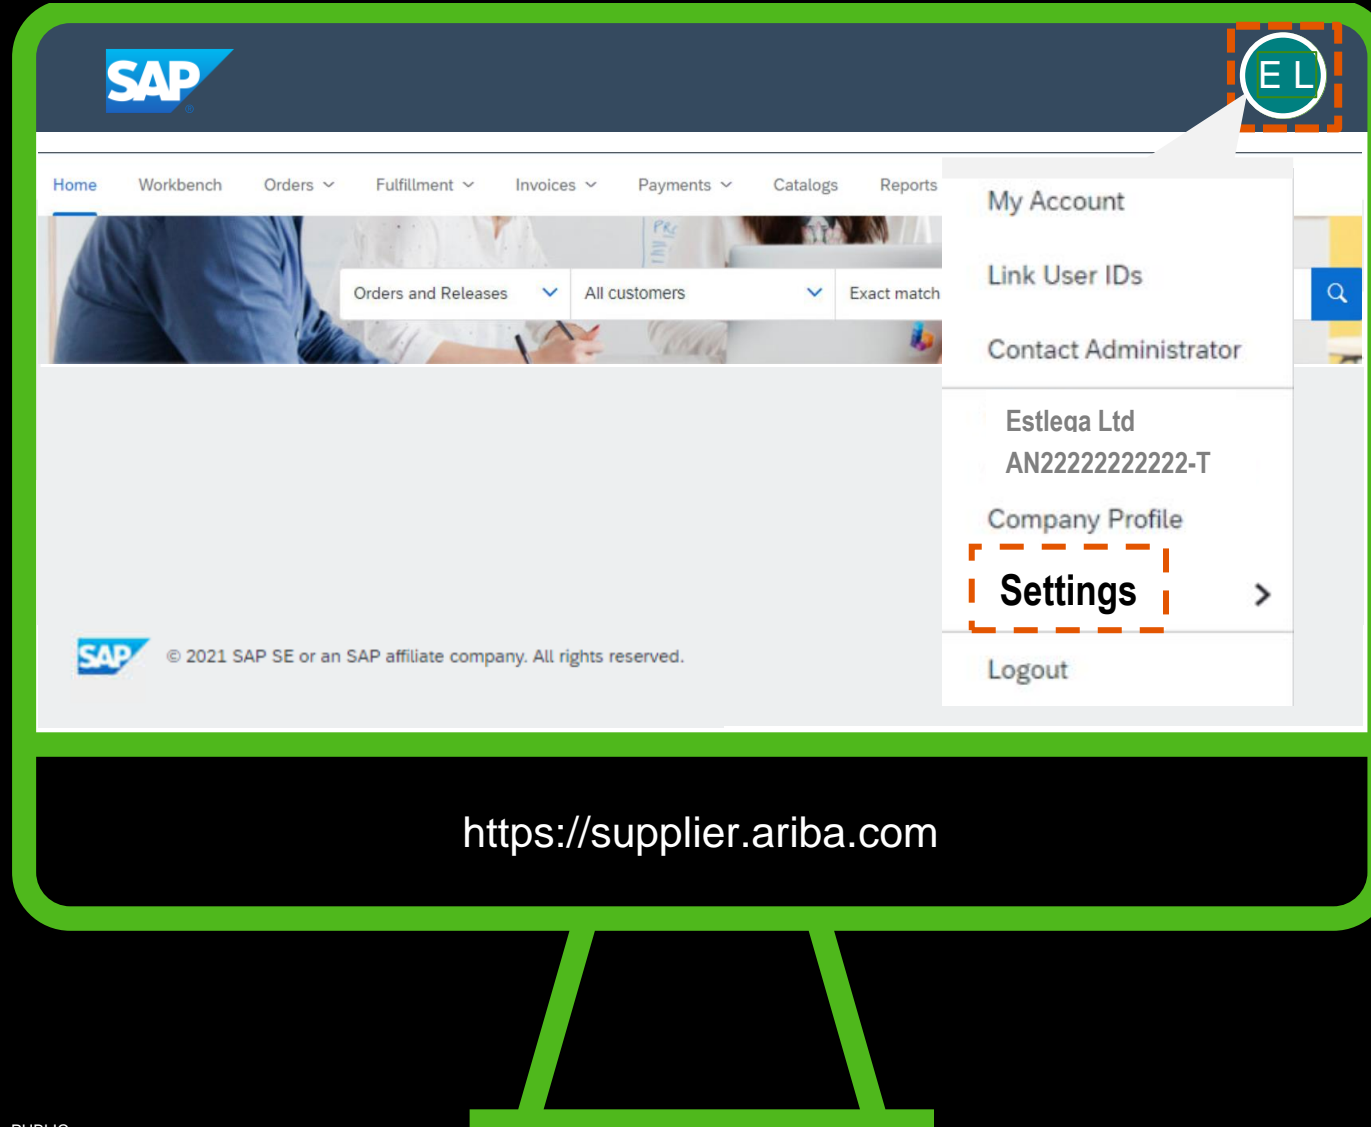 SAP
E L
Home Workbench Orders Fulfillment Invoices Payments Catalogs Reports
My Account
Link User IDs
Orders and Releases All customers Exact match
Contact Administrator
Estlega Ltd
AN22222222222-T
Company Profile
Settings
SAP © 2021 SAP SE or an SAP affiliate company. All rights reserved.
Logout
https://supplier.ariba.com